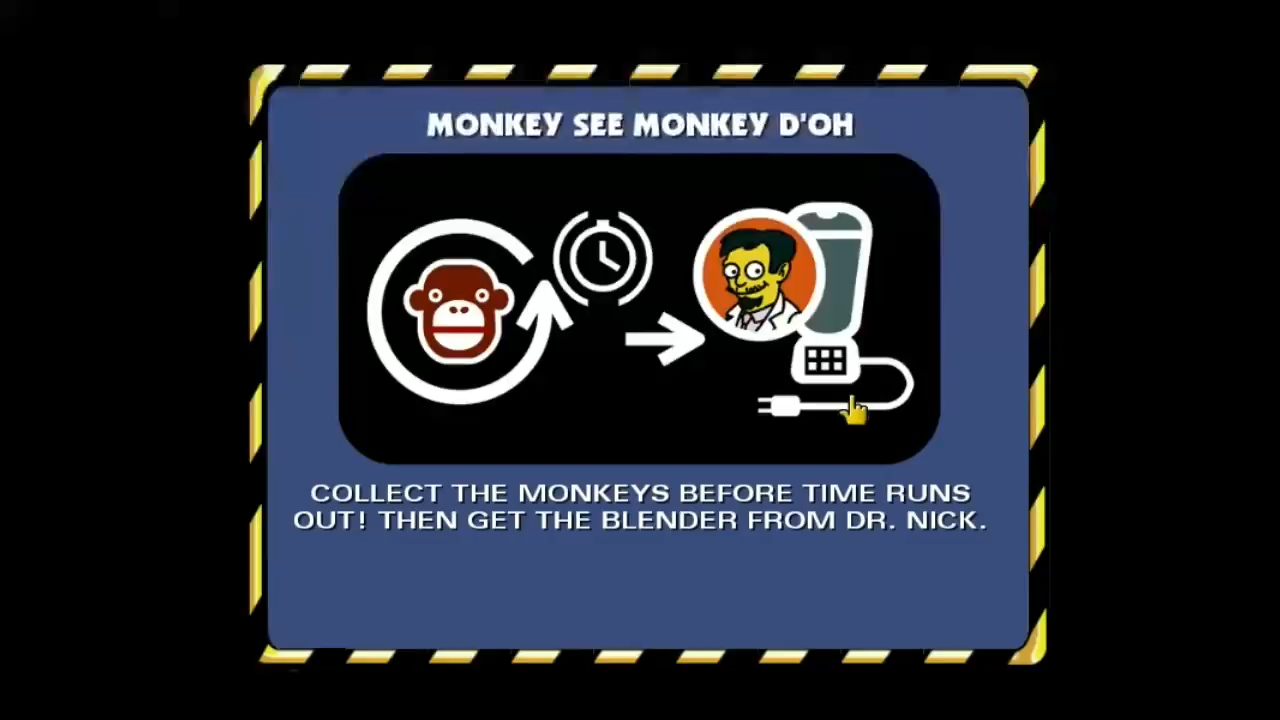 MONKEY SEE MONKEY D'OH
COLLECT THE MONKEYS BEFORE TIME RUNS
OUT! THEN GET THE BLENDER FROM DR. NICK.